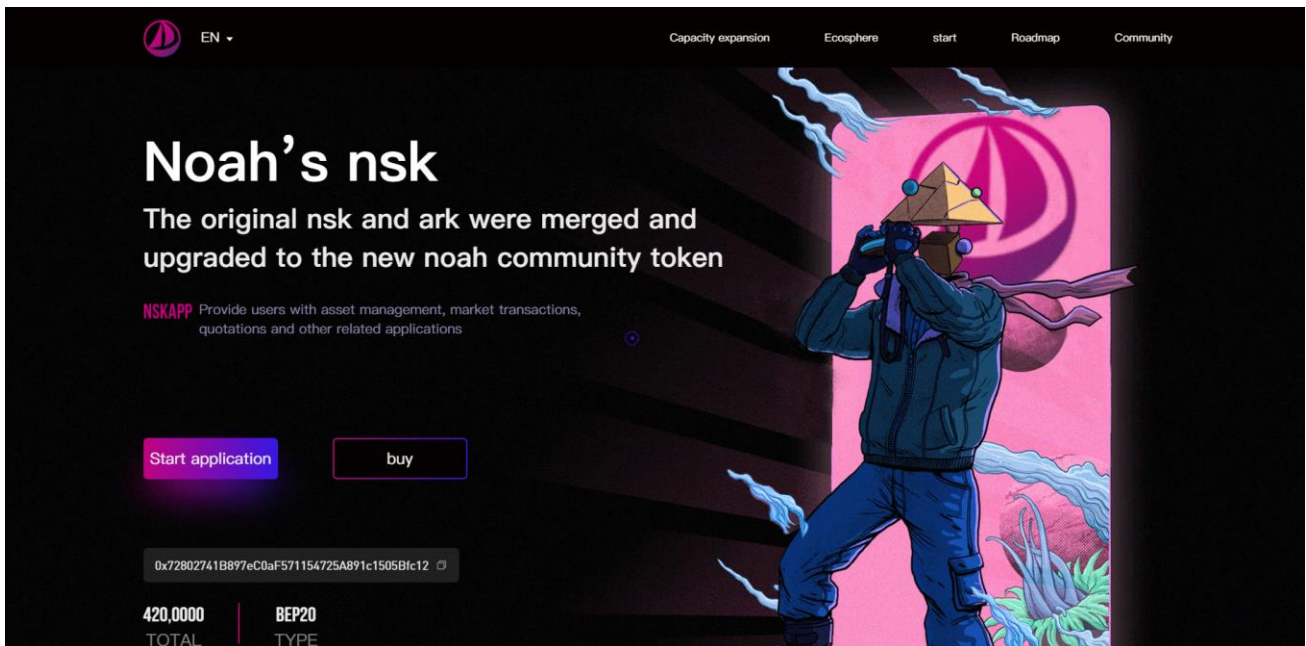 EN
Capacity expansion
Ecosphere
start
Roadmap
Community
Noah’s nsk
The original nsk and ark were merged and
upgraded to the new noah community token
NSKAPP Provide users with asset management, market transactions,
quotations and other related applications
Start application
buy
0x72802741B897eC0aF571154725A891c1505Bfc12
420,0000
TOTAL
BEP20
TYPE